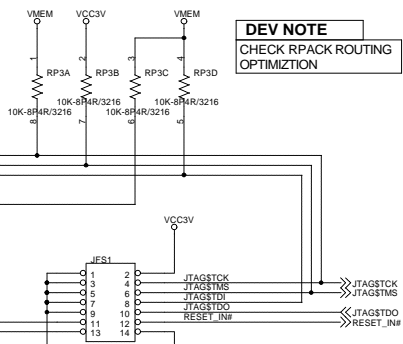 VMEM
VCC3V
VMEM
DEV NOTE
CHECK RPACK ROUTING
OPTIMIZTION
1
2
3
4
RP3A
RP3B
RP3C
RP3D
10K-8P4R/3216
10K-8P4R/3216
10K-8P4R/3216
10K-8P4R/3216
8
7
6
5
VCC3V
JFS1
1 2
3 4
5 6
7 8
9 10
11 12
13 14
JTAG$TCK
JTAG$TMS
JTAG$TDI
JTAG$TDO
RESET_IN#
JTAG$TCK
JTAG$TMS
JTAG$TDO
RESET_IN#